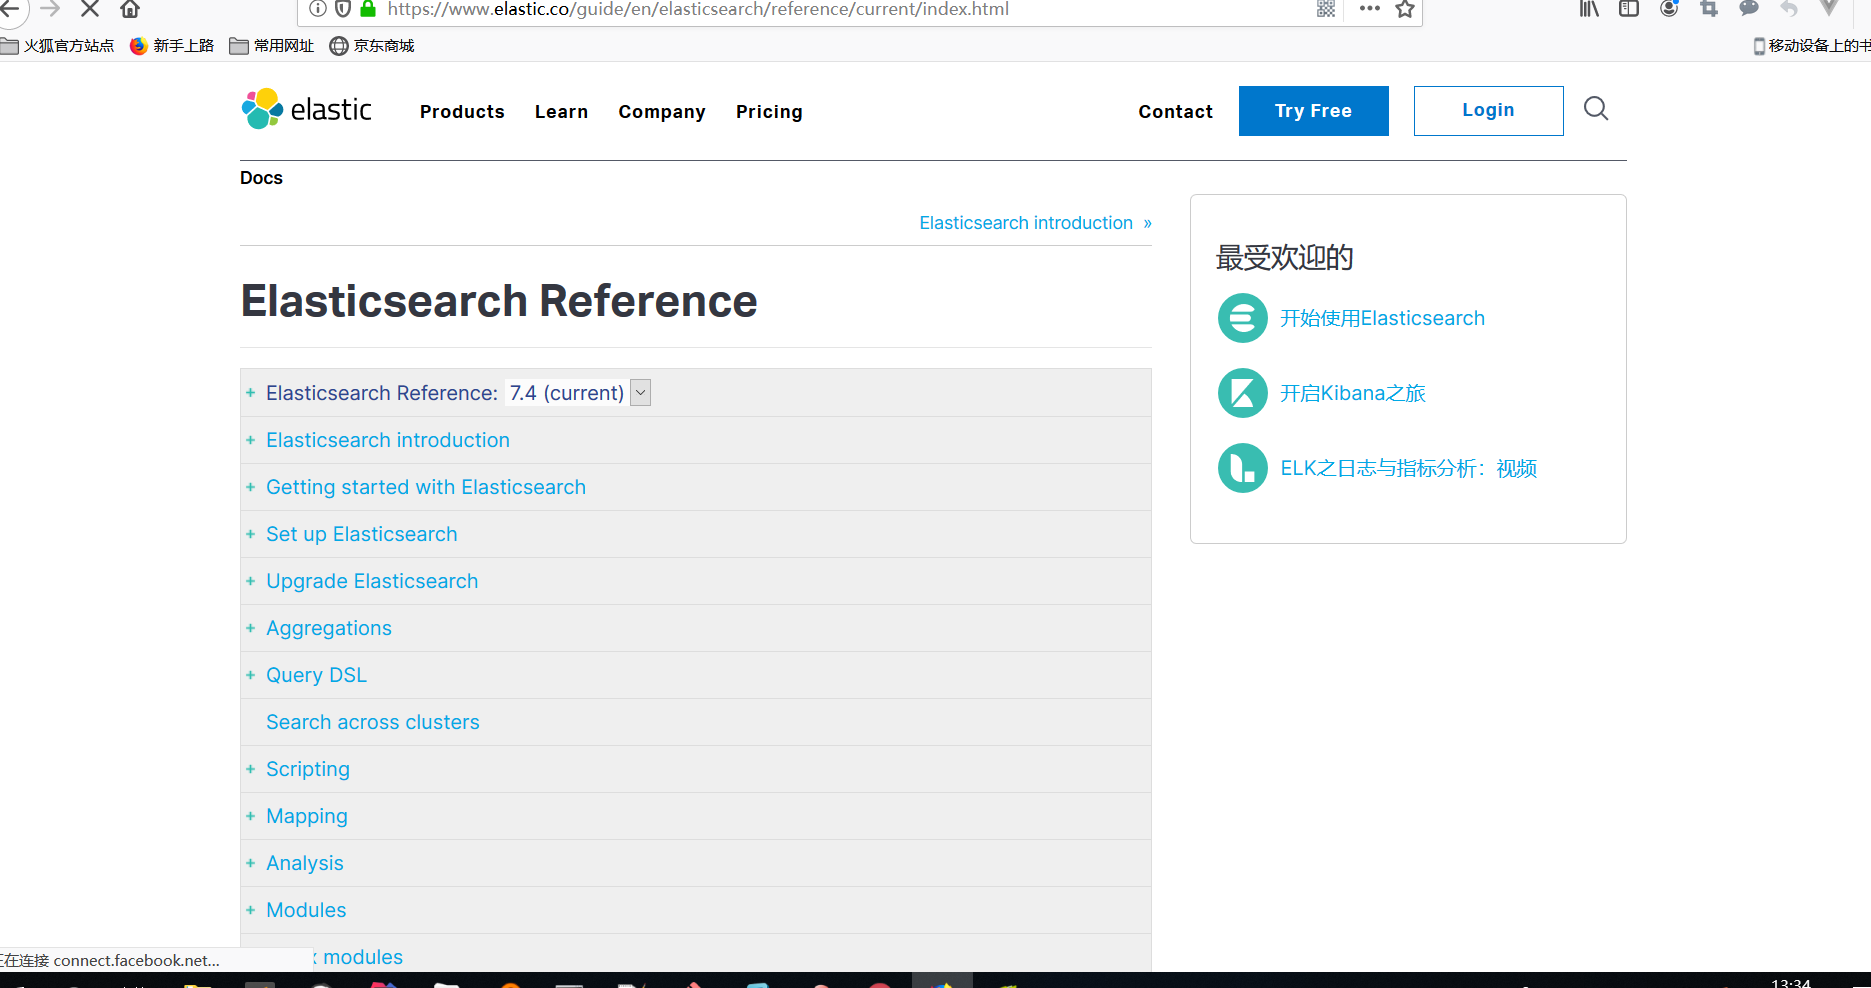 https://www.elastic.co/guide/en/elasticsearch/reference/current/index.html
火狐官方站点 新手上路 常用网址 京东商城 移动设备上的书
elastic Products Learn Company Pricing Contact Try Free Login
Docs
Elasticsearch introduction »
Elasticsearch Reference
+ Elasticsearch Reference: 7.4 (current)
+ Elasticsearch introduction
+ Getting started with Elasticsearch
+ Set up Elasticsearch
+ Upgrade Elasticsearch
+ Aggregations
+ Query DSL
Search across clusters
+ Scripting
+ Mapping
+ Analysis
+ Modules
x modules
最受欢迎的
开始使用Elasticsearch
开启Kibana之旅
ELK之日志与指标分析：视频
正在连接 connect.facebook.net...
13:34